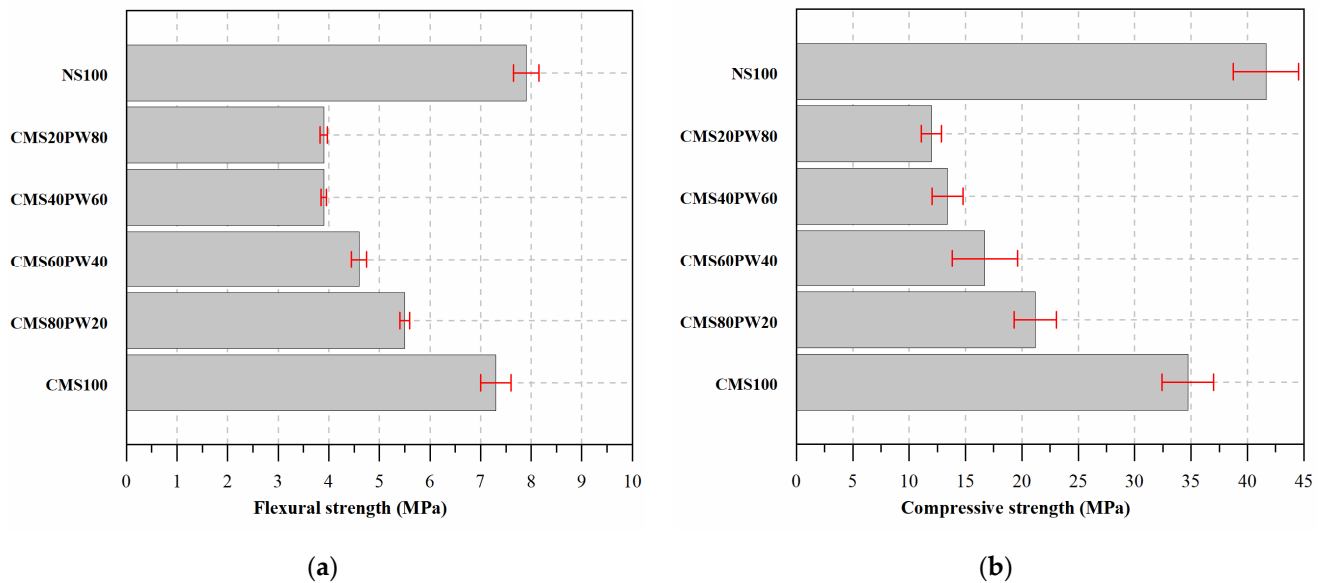 NS100
CMS20PW80
CMS40PW60
CMS60PW40
CMS80PW20
CMS100
0 1 2 3 4 5 6 7 8 9 10
Flexural strength (MPa)
(a)
NS100
CMS20PW80
CMS40PW60
CMS60PW40
CMS80PW20
CMS100
0 5 10 15 20 25 30 35 40 45
Compressive strength (MPa)
(b)